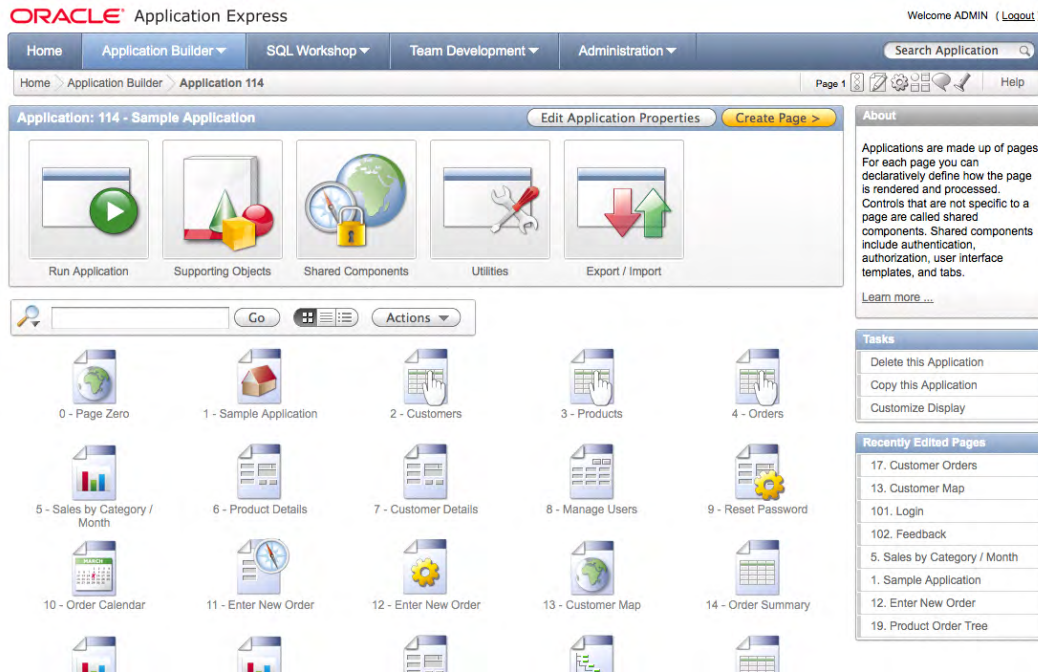 ORACLE Application Express
Welcome ADMIN ( Logout )
Home Application Builder SQL Workshop Team Development Administration
Search Application
Home Application Builder Application 114
Page 1 Help
Application: 114 - Sample Application
Edit Application Properties
Create Page >
Run Application
Supporting Objects
Shared Components
Utilities
Export / Import
Go
Actions
0 - Page Zero
1 - Sample Application
2 - Customers
3 - Products
4 - Orders
5 - Sales by Category /
Month
6 - Product Details
7 - Customer Details
8 - Manage Users
9 - Reset Password
MARCH
10 - Order Calendar
11 - Enter New Order
12 - Enter New Order
13 - Customer Map
14 - Order Summary
About
Applications are made up of pages
For each page you can
declaratively define how the page
is rendered and processed.
Controls that are not specific to a
page are called shared
components. Shared components
include authentication,
authorization, user interface
templates, and tabs.
Learn more ...
Tasks
Delete this Application
Copy this Application
Customize Display
Recently Edited Pages
17. Customer Orders
13. Customer Map
101. Login
102. Feedback
5. Sales by Category / Month
1. Sample Application
12. Enter New Order
19. Product Order Tree